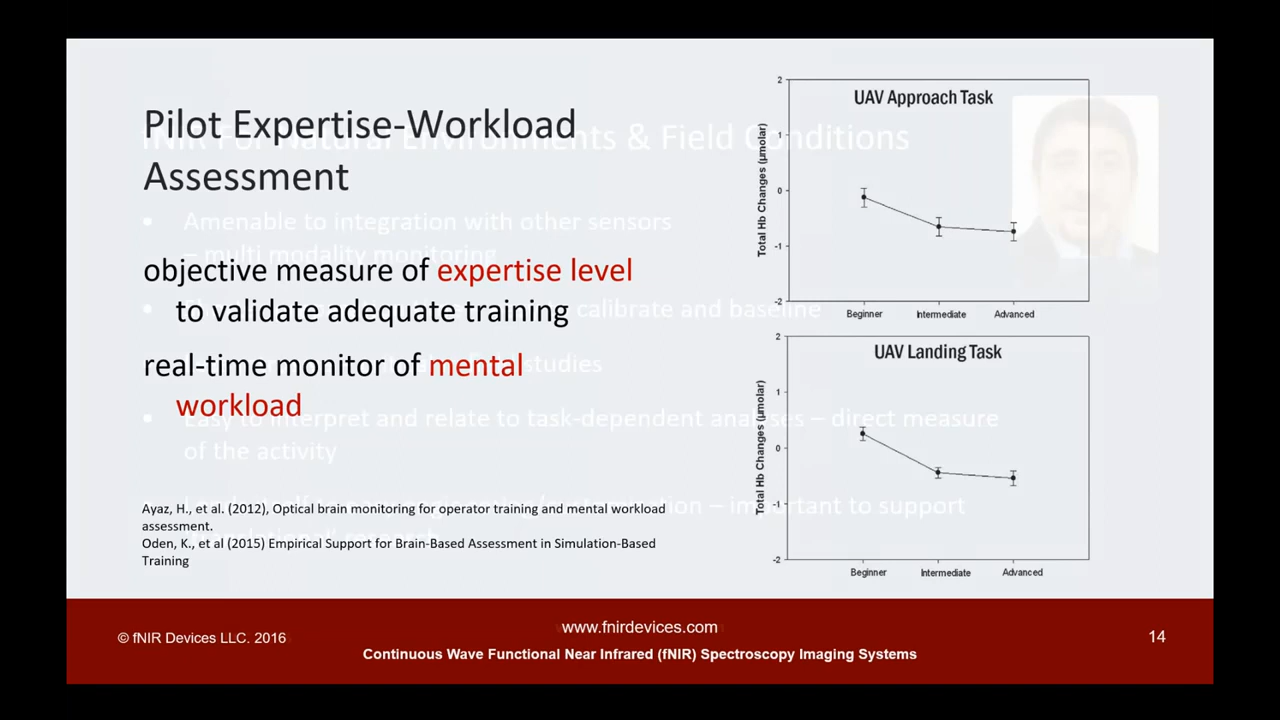 Pilot Expertise-Workload
Assessment
fNIR For Natural Environments & Field Conditions
Amenable to integration with other sensors
– multi modality monitoring
objective measure of expertise level
to validate adequate training
calibrate and baseline
real-time monitor of mental
workload
studies
Easy to interpret and relate to task-dependent analyses – direct measure
of the activity
– important to support
Ayaz, H., et al. (2012), Optical brain monitoring for operator training and mental workload
assessment.
Oden, K., et al (2015) Empirical Support for Brain-Based Assessment in Simulation-Based
Training
UAV Approach Task
Total Hb Changes (µmolar)
2
1
0
-1
-2
Beginner Intermediate Advanced
UAV Landing Task
Total Hb Changes (µmolar)
2
1
0
-1
-2
Beginner Intermediate Advanced
© fNIR Devices LLC. 2016
www.fnirdevices.com
Continuous Wave Functional Near Infrared (fNIR) Spectroscopy Imaging Systems
14